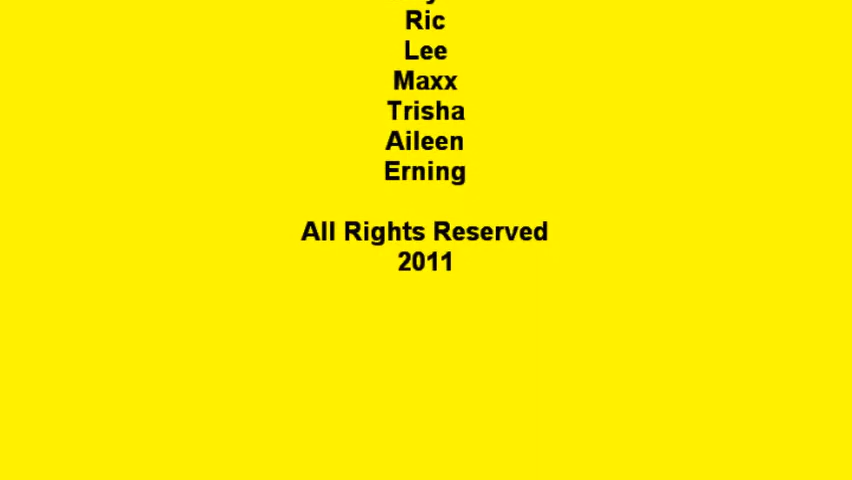 Ric
Lee
Maxx
Trisha
Aileen
Erning
All Rights Reserved
2011